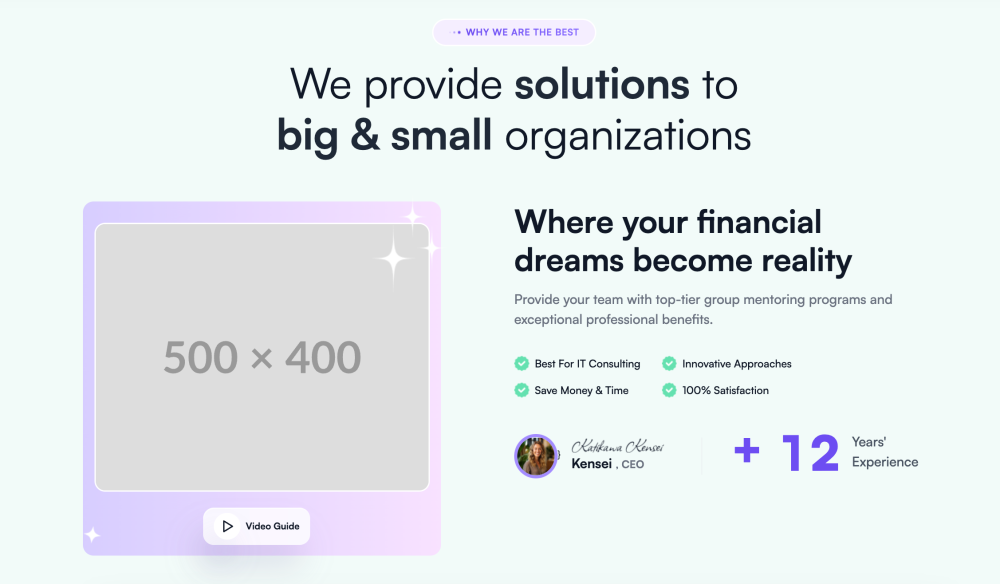 WHY WE ARE THE BEST
We provide solutions to
big & small organizations
500 × 400
Video Guide
Where your financial
dreams become reality
Provide your team with top-tier group mentoring programs and
exceptional professional benefits.
Best For IT Consulting
Innovative Approaches
Save Money & Time
100% Satisfaction
Katikawa Kensei
Kensei , CEO
+ 12
Years'
Experience